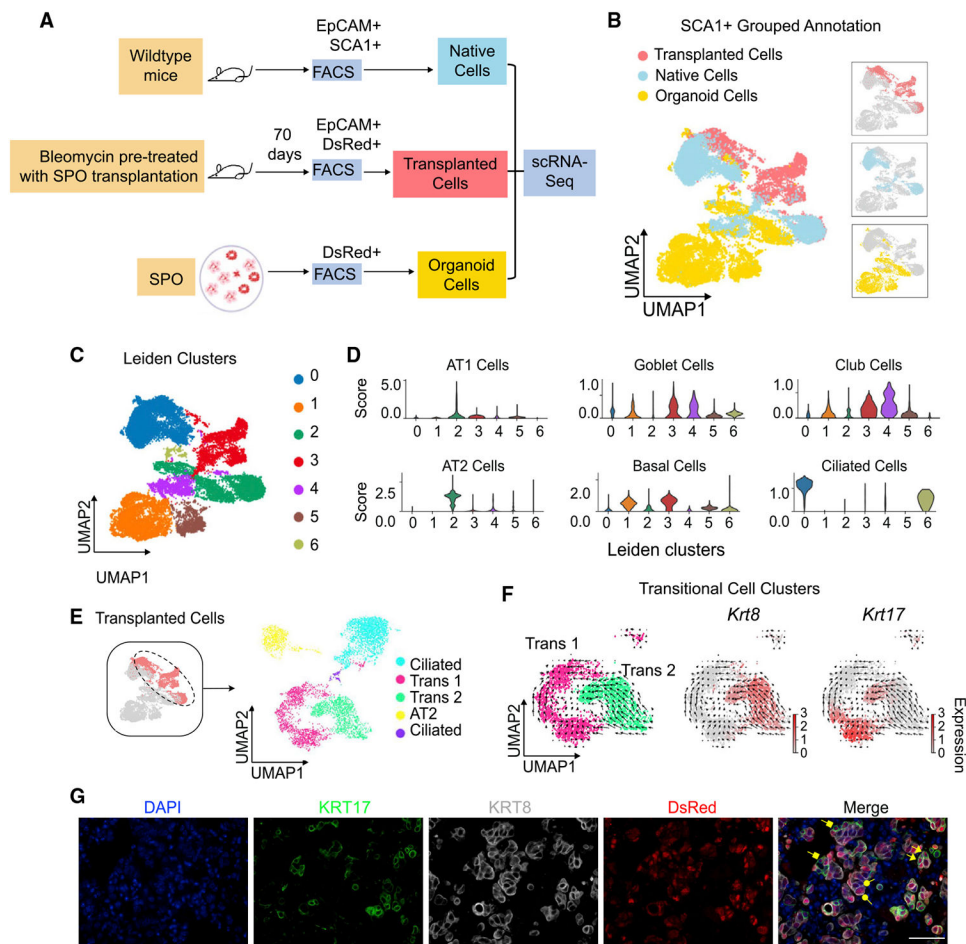 A
Wildtype
mice
EpCAM+
SCA1+
FACS
Native
Cells
Bleomycin pre-treated
with SPO transplantation
70
days
EpCAM+
DsRed+
FACS
Transplanted
Cells
scRNA-
Seq
SPO
DsRed+
FACS
Organoid
Cells
B
SCA1+ Grouped Annotation
Transplanted Cells
Native Cells
Organoid Cells
UMAP2
UMAP1
C
Leiden Clusters
0
1
2
3
4
5
6
UMAP2
UMAP1
D
AT1 Cells
Goblet Cells
Club Cells
Score
5.0
0.0
0 1 2 3 4 5 6
1.0
0.0
0 1 2 3 4 5 6
1.0
0.0
0 1 2 3 4 5 6
AT2 Cells
Basal Cells
Ciliated Cells
Score
2.5
0.0
0 1 2 3 4 5 6
2.0
0.0
0 1 2 3 4 5 6
1.0
0.0
0 1 2 3 4 5 6
Leiden clusters
E
Transplanted Cells
UMAP2
UMAP1
Ciliated
Trans 1
Trans 2
AT2
Ciliated
F
Transitional Cell Clusters
Krt8
Krt17
Trans 1
Trans 2
UMAP2
UMAP1
3
2
1
0
3
2
1
0
Expression
G
DAPI
KRT17
KRT8
DsRed
Merge